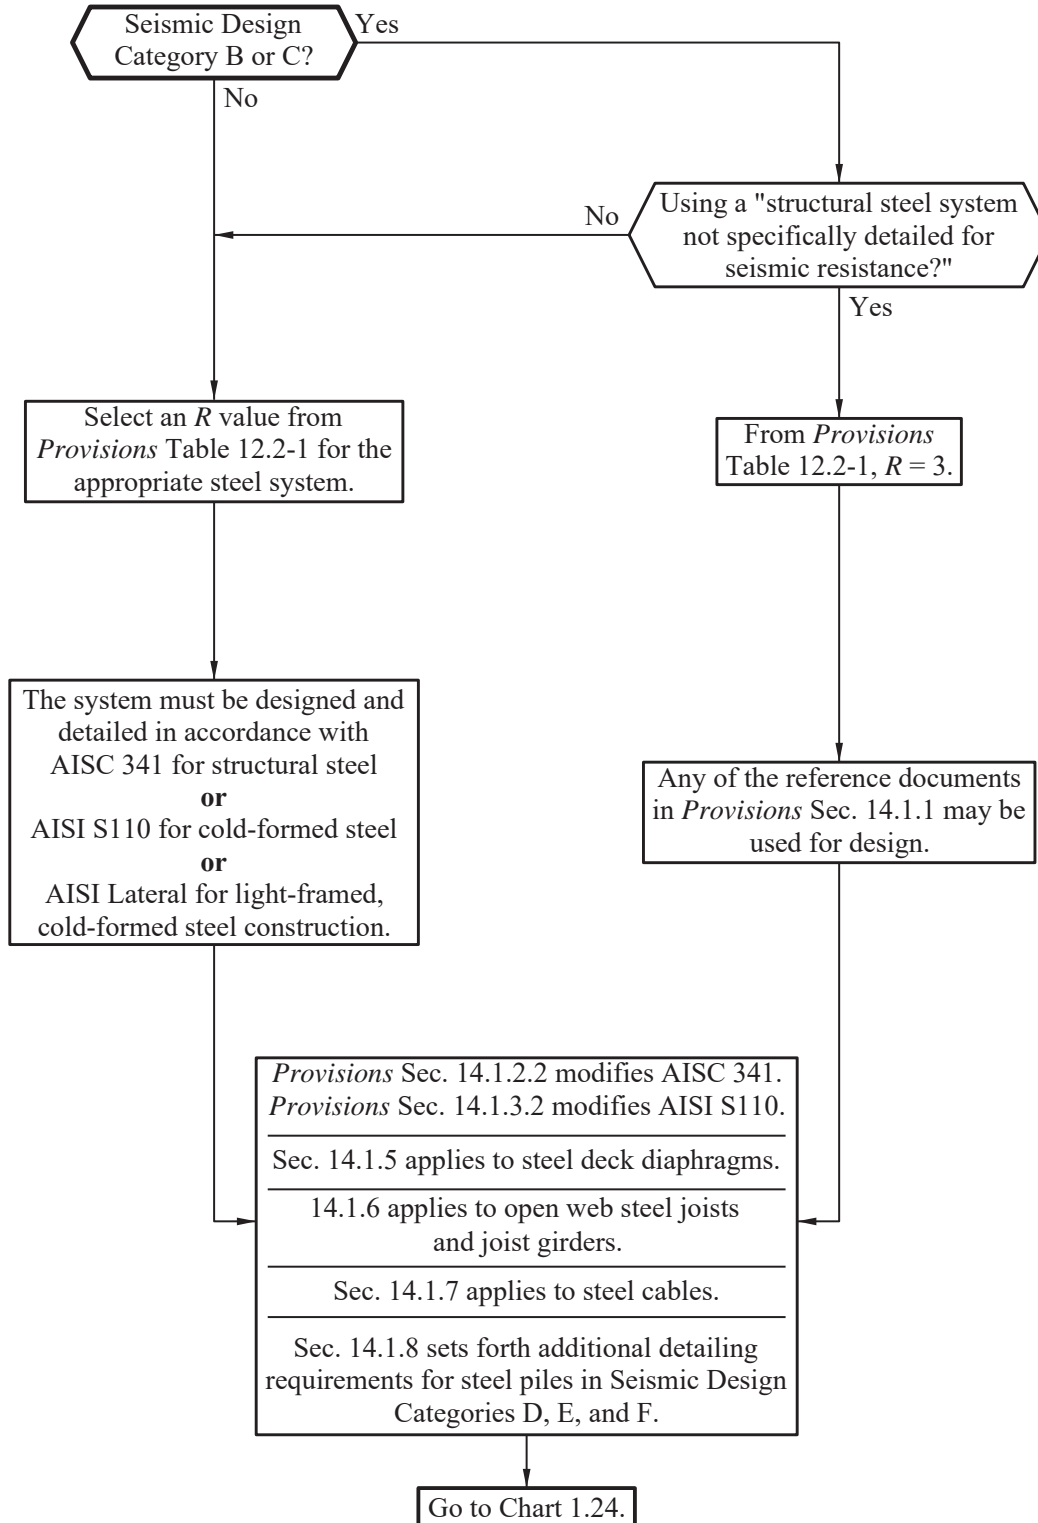 Seismic Design
Category B or C?
Yes
No
Using a "structural steel system
not specifically detailed for
seismic resistance?"
No
Yes
Select an R value from
Provisions Table 12.2-1 for the
appropriate steel system.
From Provisions
Table 12.2-1, R = 3.
The system must be designed and
detailed in accordance with
AISC 341 for structural steel
or
AISI S110 for cold-formed steel
or
AISI Lateral for light-framed,
cold-formed steel construction.
Any of the reference documents
in Provisions Sec. 14.1.1 may be
used for design.
Provisions Sec. 14.1.2.2 modifies AISC 341.
Provisions Sec. 14.1.3.2 modifies AISI S110.
Sec. 14.1.5 applies to steel deck diaphragms.
14.1.6 applies to open web steel joists
and joist girders.
Sec. 14.1.7 applies to steel cables.
Sec. 14.1.8 sets forth additional detailing
requirements for steel piles in Seismic Design
Categories D, E, and F.
Go to Chart 1.24.